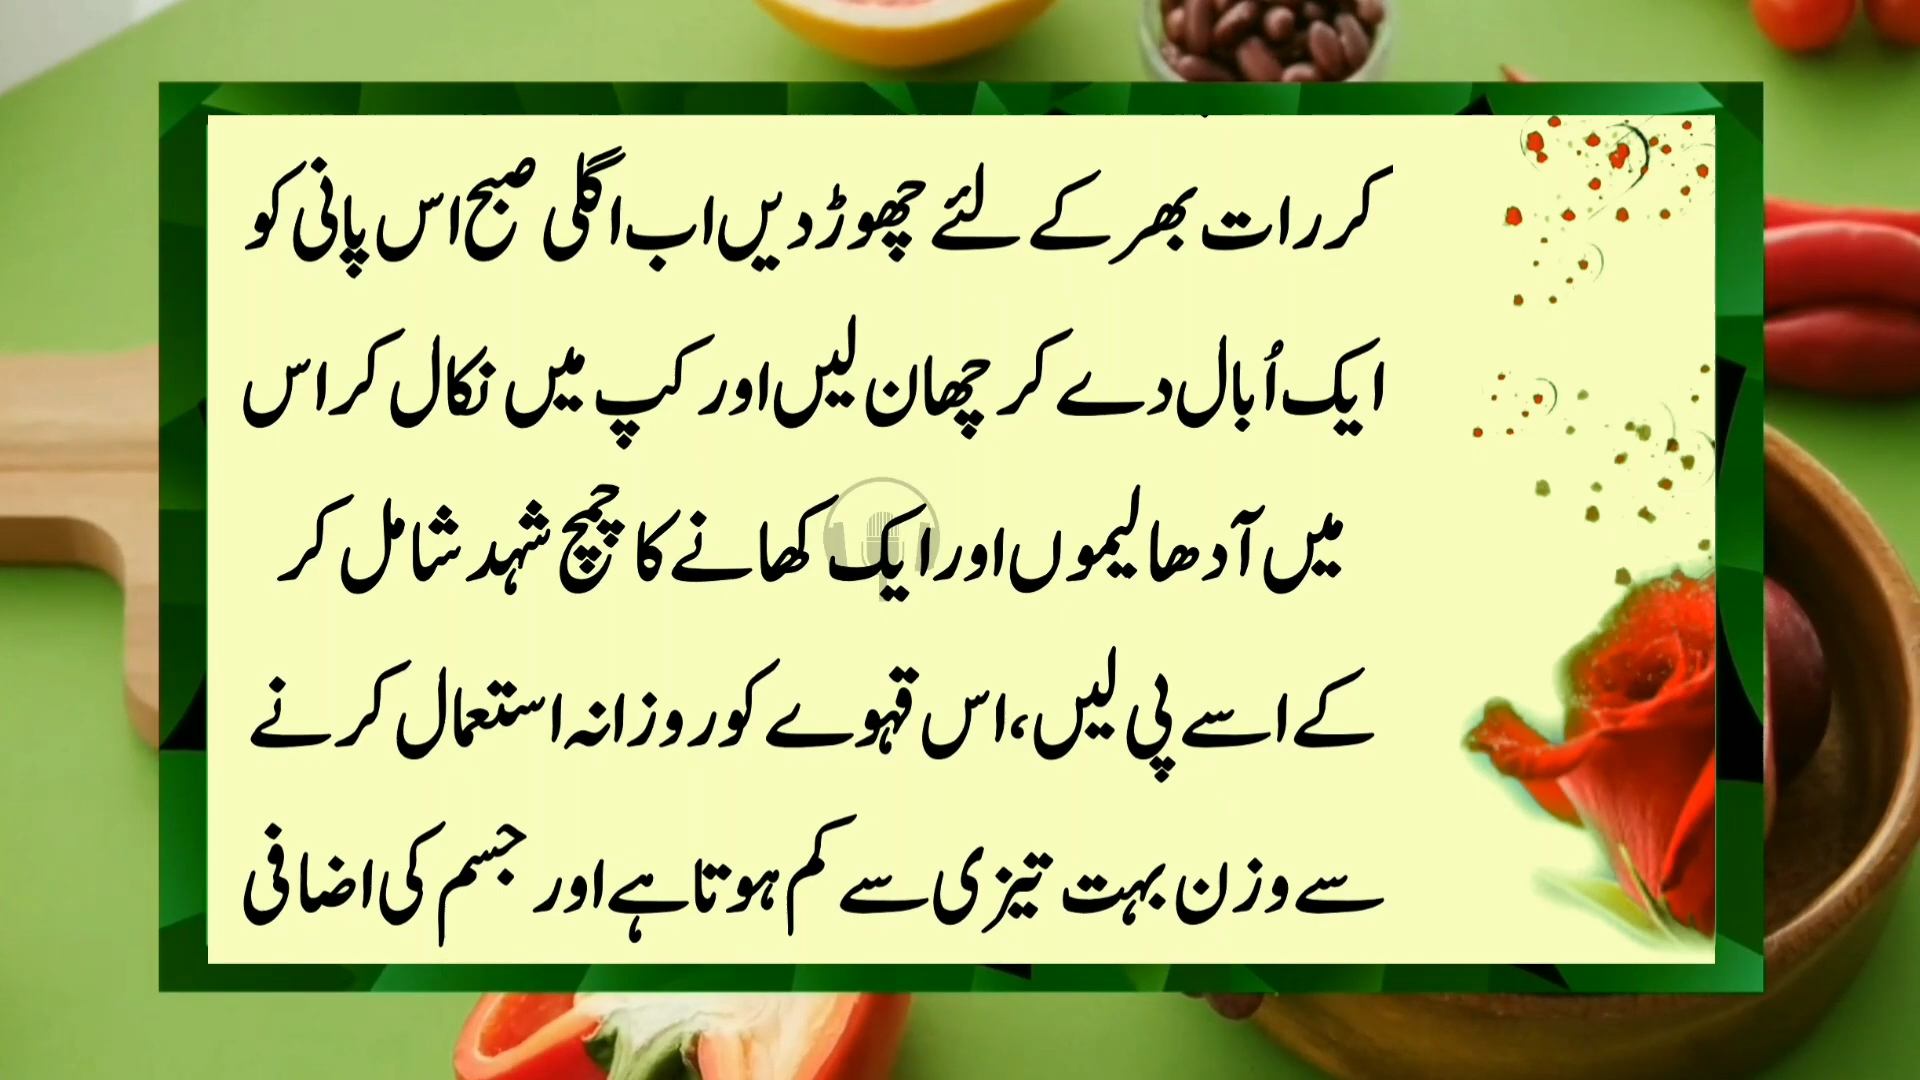 کر رات بھر کے لئے چھوڑ دیں اب اگلی صبح اس پانی کو
ایک اُبال دے کر چھان لیں اور کپ میں نکال کر اس
میں آدھا لیموں اور ایک کھانے کا چمچ شہد شامل کر
کے اسے پی لیں، اس قہوے کو روزانہ استعمال کرنے
سے وزن بہت تیزی سے کم ہوتا ہے اور جسم کی اضافی